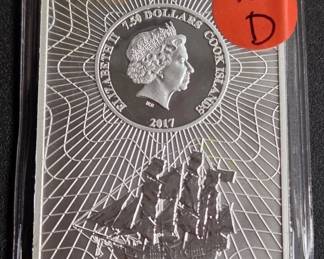 ELIZABETH II 7.50 DOLLARS COOK ISLANDS
2017
D